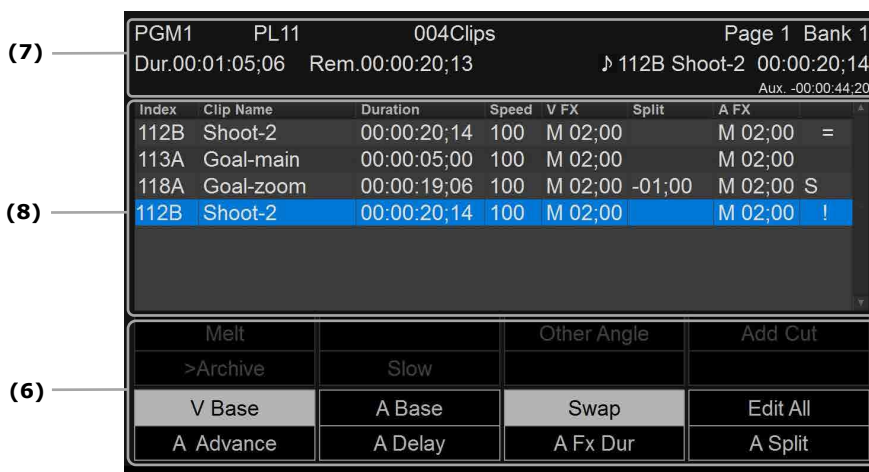 (7)
PGM1 PL11 004Clips Page 1 Bank 1
Dur.00:01:05;06 Rem.00:00:20;13 ♪112B Shoot-2 00:00:20;14
Aux. -00:00:44;20
Index Clip Name Duration Speed V FX Split A FX
112B Shoot-2 00:00:20;14 100 M 02;00 M 02;00 =
113A Goal-main 00:00:05;00 100 M 02;00 M 02;00
118A Goal-zoom 00:00:19;06 100 M 02;00 -01;00 M 02;00 S
(8)
112B Shoot-2 00:00:20;14 100 M 02;00 M 02;00 !
Melt Other Angle Add Cut
>Archive Slow
(6)
V Base A Base Swap Edit All
A Advance A Delay A Fx Dur A Split